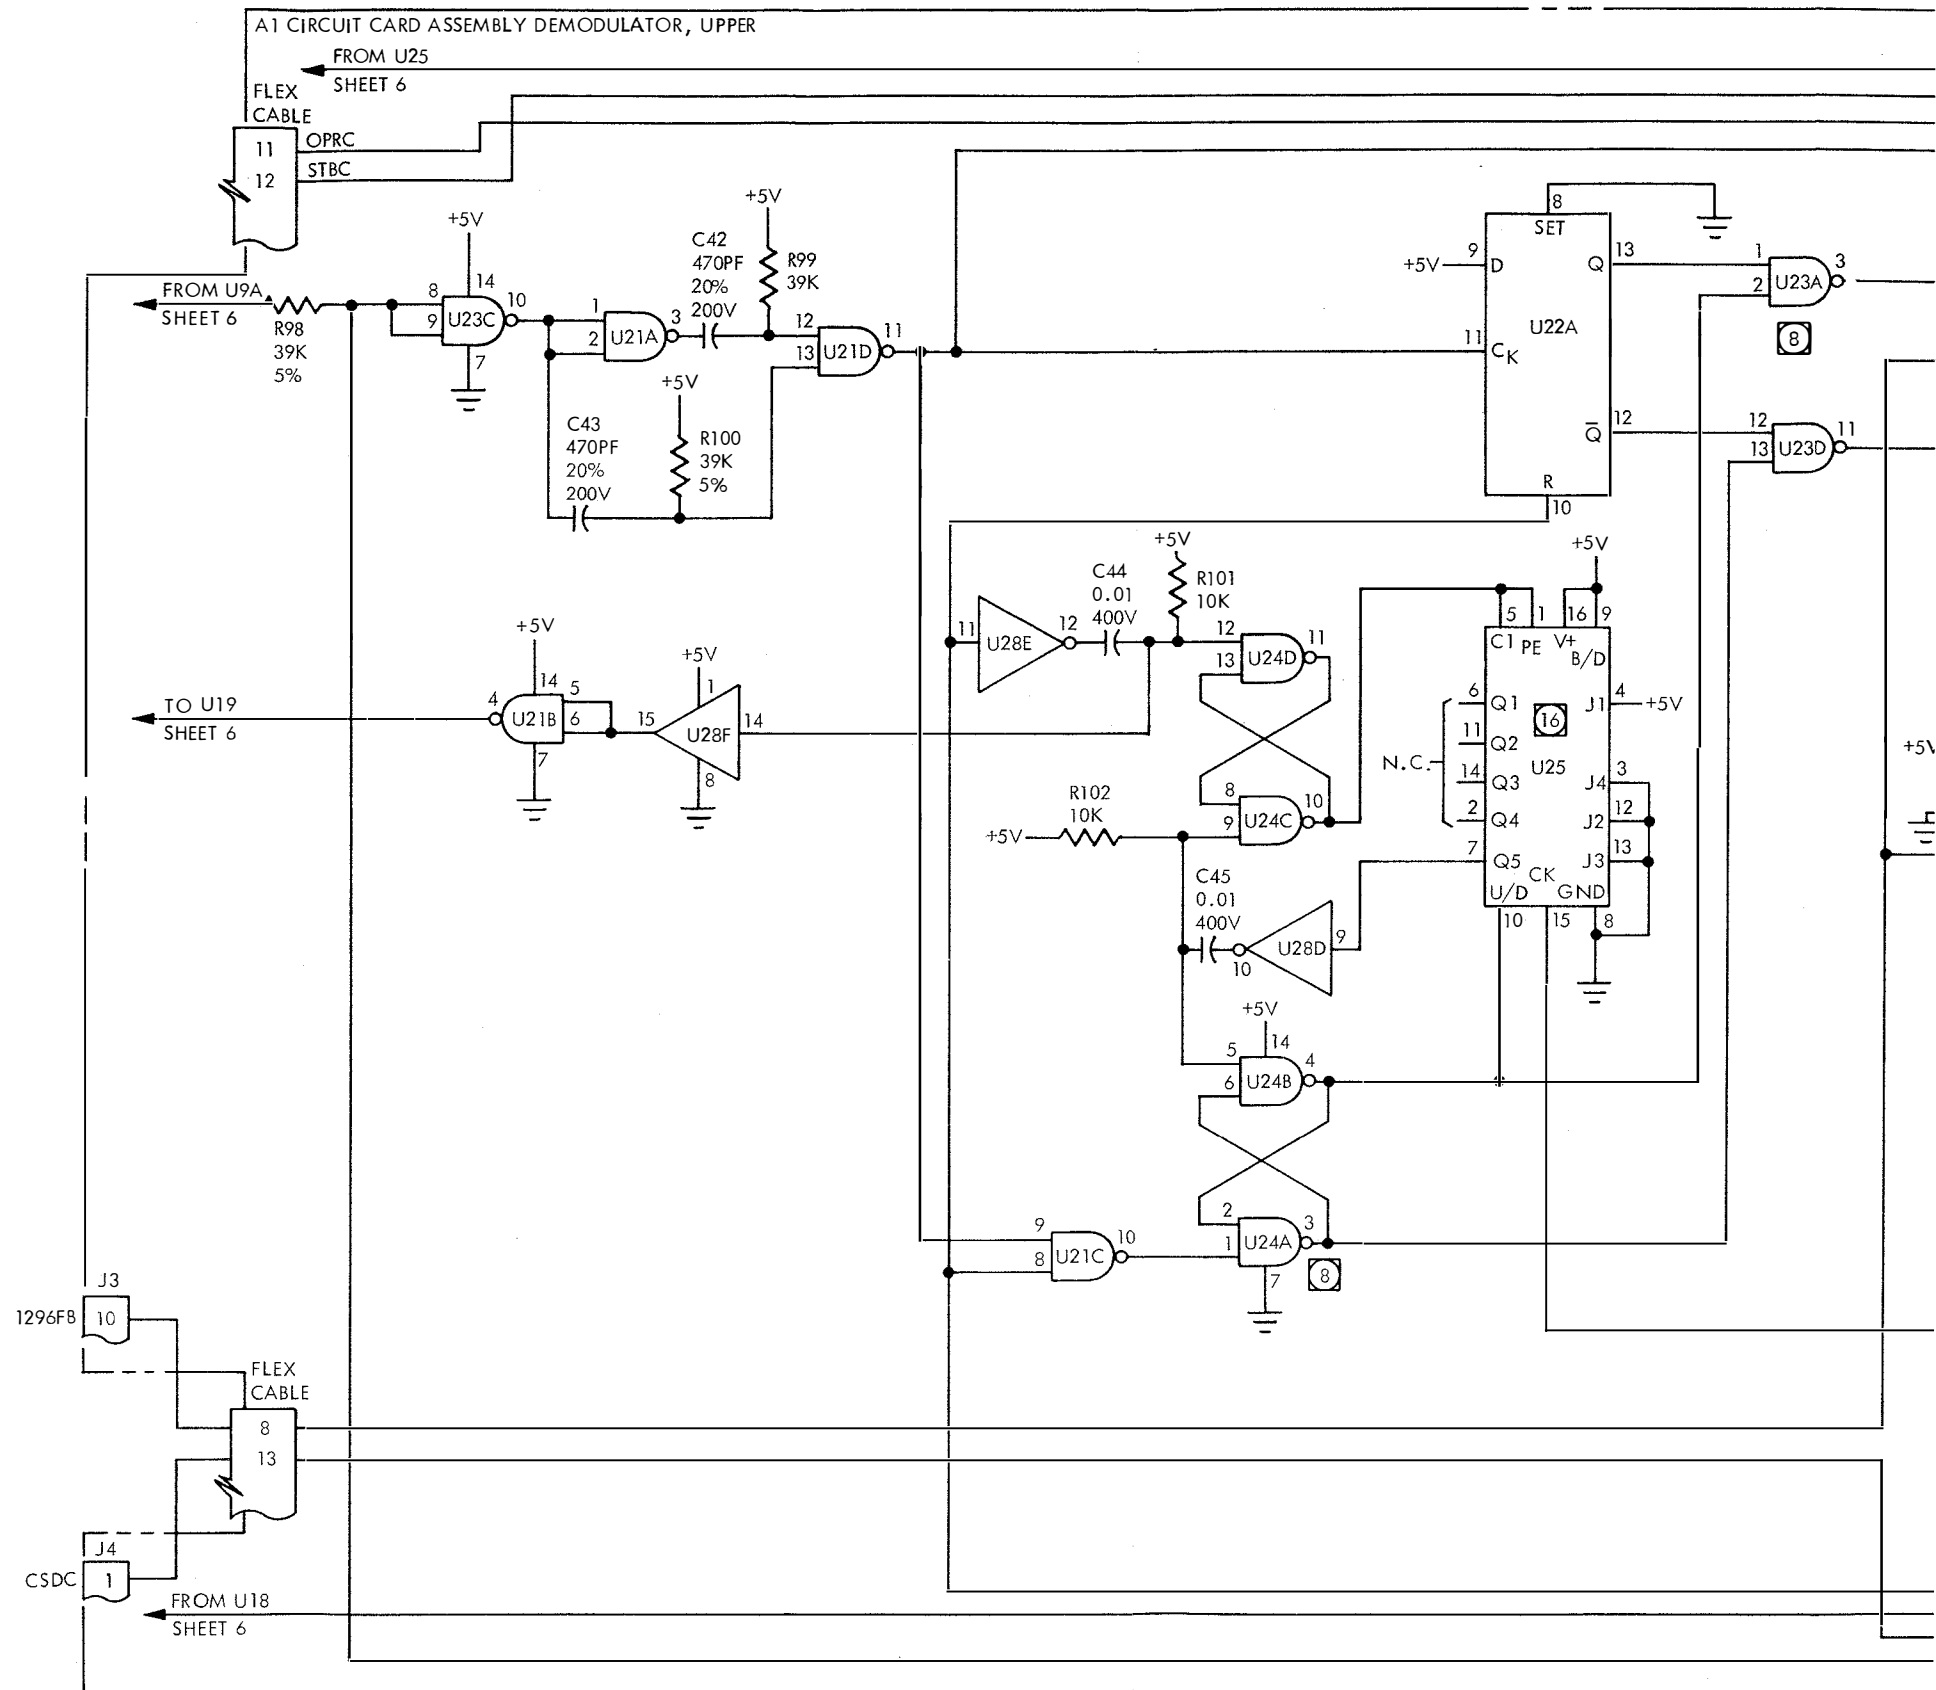 A1 CIRCUIT CARD ASSEMBLY DEMODULATOR, UPPER
FROM U25
SHEET 6
FLEX
CABLE
11
12
OPRC
STBC
FROM U9A
SHEET 6
R98
39K
5%
+5V
8
9
14
U23C
10
7
1
2
U21A
3
C42
470PF
20%
200V
+5V
R99
39K
12
13
U21D
11
C43
470PF
20%
200V
+5V
R100
39K
5%
8
SET
9
+5V
D
Q
13
U22A
11
CK
Q̅
12
R
10
1
2
U23A
3
8
12
13
U23D
11
+5V
C44
0.01
400V
R101
10K
11
U28E
12
12
13
U24D
11
+5V
5
1
16
9
C1
PE
V+
B/D
6
Q1
J1
4
+5V
16
11
Q2
N.C.
U25
14
Q3
J4
3
2
Q4
J2
12
7
Q5
J3
13
CK
U/D
GND
10
15
8
TO U19
SHEET 6
+5V
4
14
U21B
5
6
7
+5V
1
15
U28F
14
8
R102
10K
+5V
8
9
U24C
10
C45
0.01
400V
10
U28D
9
+5V
14
5
6
U24B
4
2
1
U24A
3
7
8
9
8
U21C
10
+5V
J3
1296FB
10
FLEX
CABLE
8
13
J4
CSDC
1
FROM U18
SHEET 6